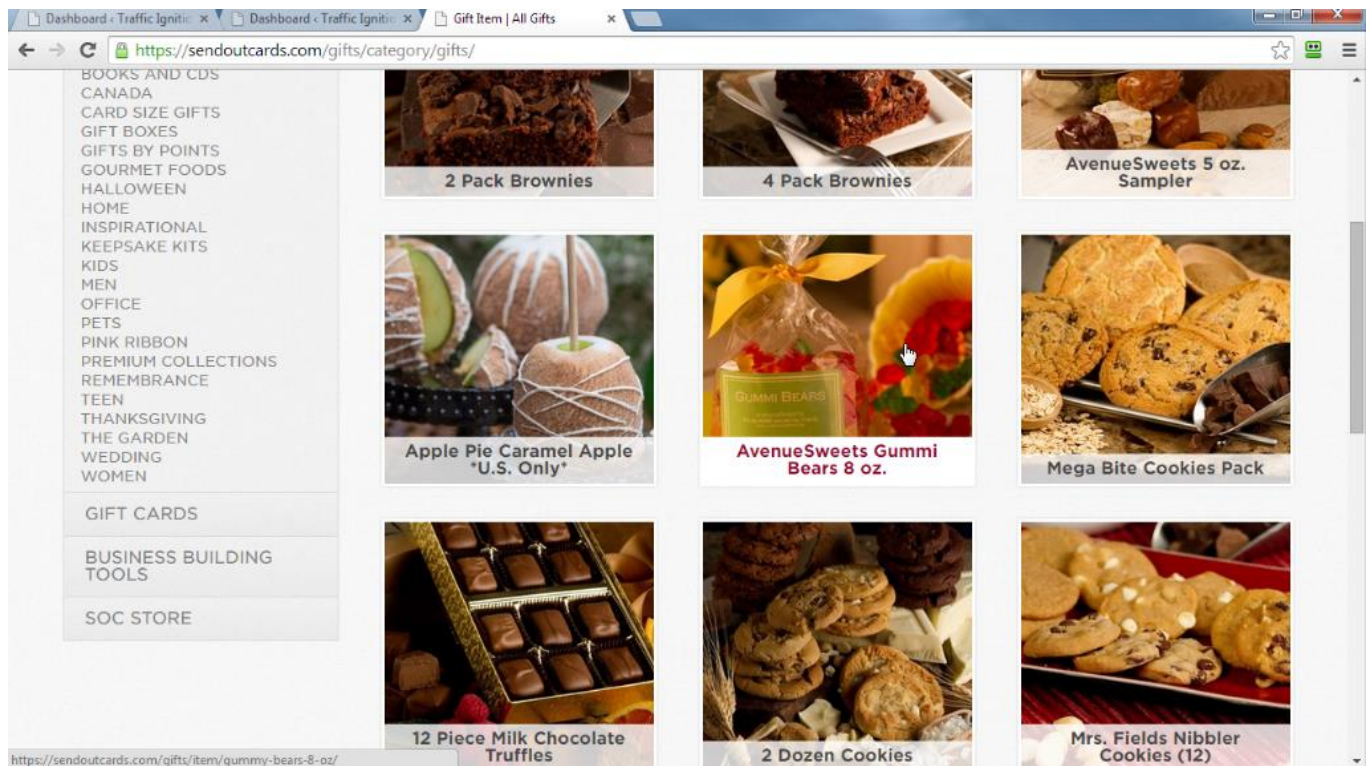 Dashboard ‹ Traffic Ignitic
Dashboard ‹ Traffic Ignitic
Gift Item | All Gifts
https://sendoutcards.com/gifts/category/gifts/
BOOKS AND CDS
CANADA
CARD SIZE GIFTS
GIFT BOXES
GIFTS BY POINTS
GOURMET FOODS
HALLOWEEN
HOME
INSPIRATIONAL
KEEPSAKE KITS
KIDS
MEN
OFFICE
PETS
PINK RIBBON
PREMIUM COLLECTIONS
REMEMBRANCE
TEEN
THANKSGIVING
THE GARDEN
WEDDING
WOMEN
GIFT CARDS
BUSINESS BUILDING
TOOLS
SOC STORE
2 Pack Brownies
4 Pack Brownies
AvenueSweets 5 oz.
Sampler
Apple Pie Caramel Apple
*U.S. Only*
GUMMI BEARS
AvenueSweets Gummi
Bears 8 oz.
Mega Bite Cookies Pack
12 Piece Milk Chocolate
Truffles
2 Dozen Cookies
Mrs. Fields Nibbler
Cookies (12)
https://sendoutcards.com/gifts/item/gummy-bears-8-oz/